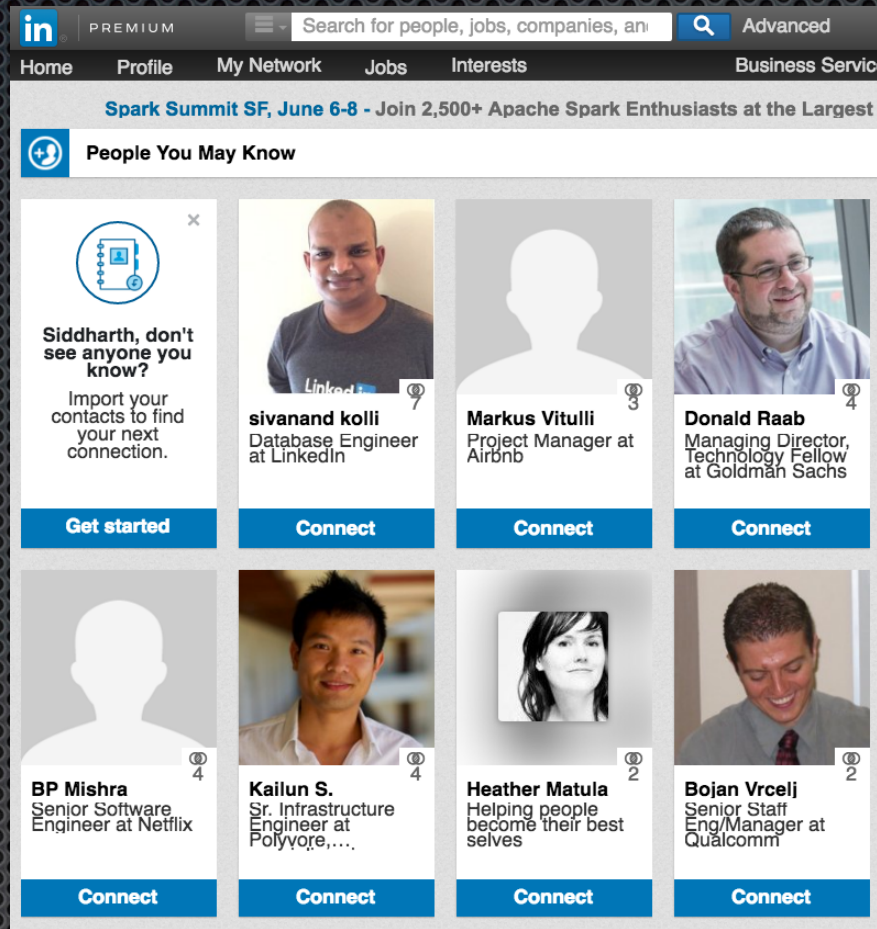 in PREMIUM Search for people, jobs, companies, an Advanced
Home Profile My Network Jobs Interests Business Servic
Spark Summit SF, June 6-8 - Join 2,500+ Apache Spark Enthusiasts at the Largest
People You May Know
Siddharth, don't
see anyone you
know?
Import your
contacts to find
your next
connection.
Get started
Linked in
7
sivanand kolli
Database Engineer
at LinkedIn
Connect
3
Markus Vitulli
Project Manager at
Airbnb
Connect
4
Donald Raab
Managing Director,
Technology Fellow
at Goldman Sachs
Connect
4
BP Mishra
Senior Software
Engineer at Netflix
Connect
4
Kailun S.
Sr. Infrastructure
Engineer at
Polyvore,...
Connect
2
Heather Matula
Helping people
become their best
selves
Connect
2
Bojan Vrcelj
Senior Staff
Eng/Manager at
Qualcomm
Connect